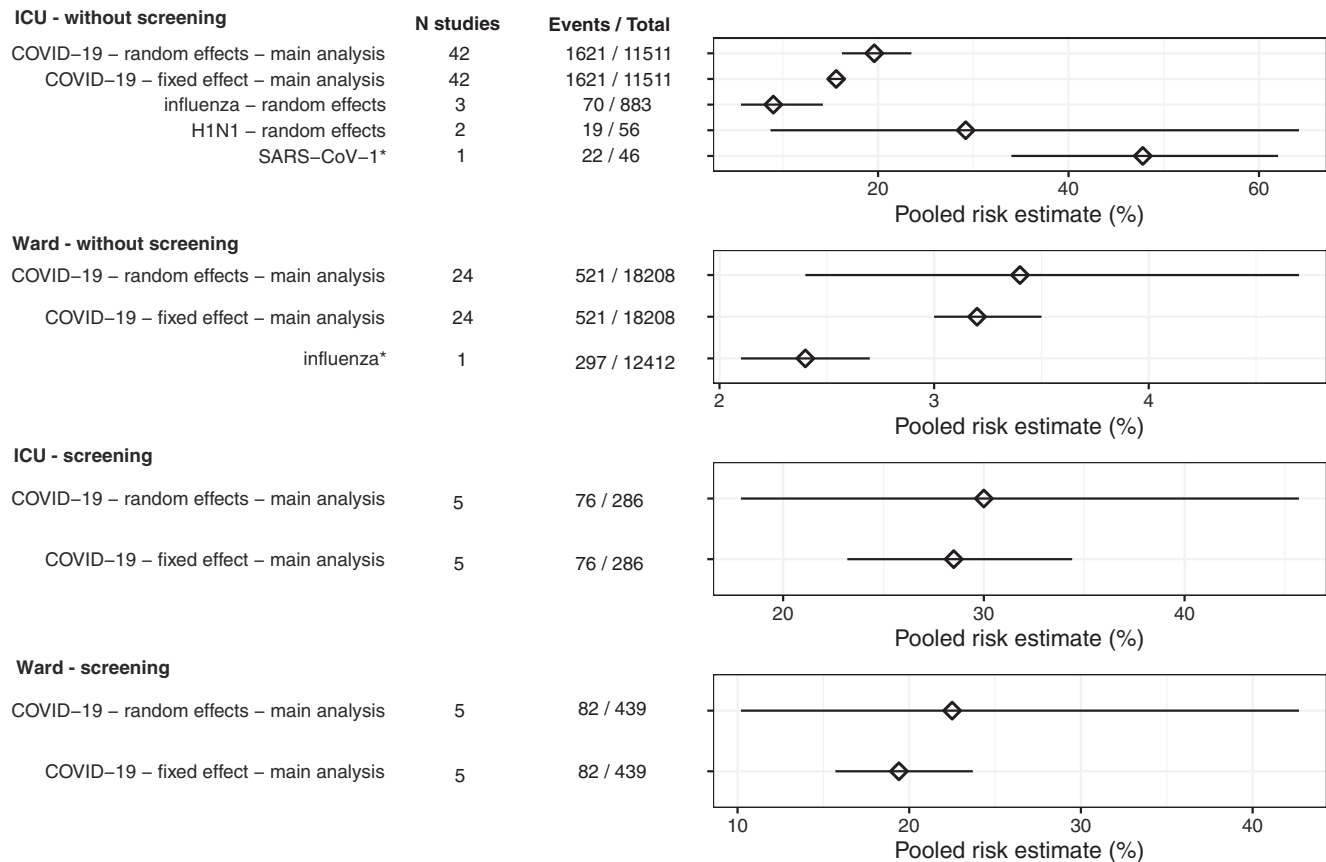 ICU - without screening N studies Events / Total
COVID−19 − random effects − main analysis 42 1621 / 11511
COVID−19 − fixed effect − main analysis 42 1621 / 11511
influenza − random effects 3 70 / 883
H1N1 − random effects 2 19 / 56
SARS−CoV−1* 1 22 / 46
20 40 60
Pooled risk estimate (%)
Ward - without screening
COVID−19 − random effects − main analysis 24 521 / 18208
COVID−19 − fixed effect − main analysis 24 521 / 18208
influenza* 1 297 / 12412
2 3 4
Pooled risk estimate (%)
ICU - screening
COVID−19 − random effects − main analysis 5 76 / 286
COVID−19 − fixed effect − main analysis 5 76 / 286
20 30 40
Pooled risk estimate (%)
Ward - screening
COVID−19 − random effects − main analysis 5 82 / 439
COVID−19 − fixed effect − main analysis 5 82 / 439
10 20 30 40
Pooled risk estimate (%)